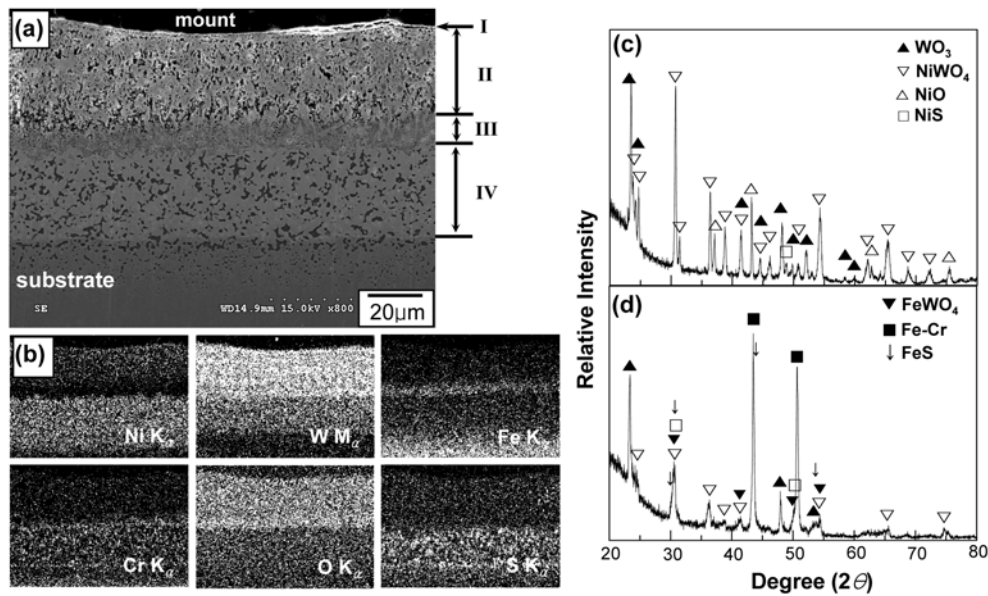 (a)
mount
I
II
III
IV
substrate
SE
WD14.9mm 15.0kV x800
20μm
(b)
Ni Kα
W Mα
Fe Kα
Cr Kα
O Kα
S Kα
Relative Intensity
(c)
WO3
NiWO4
NiO
NiS
(d)
FeWO4
Fe-Cr
FeS
20 30 40 50 60 70 80
Degree (2Θ)